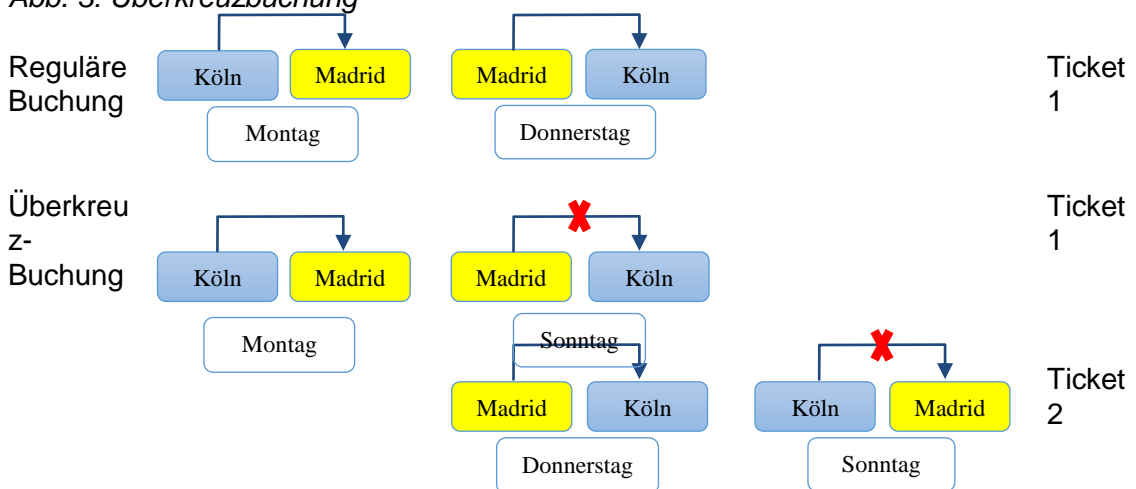 Abb. 3: Überkreuzbuchung
Reguläre
Buchung
Köln
Madrid
Madrid
Köln
Ticket
1
Montag
Donnerstag
Überkreu
z-
Buchung
Köln
Madrid
Madrid
Köln
Ticket
1
Montag
Sonntag
Madrid
Köln
Köln
Madrid
Ticket
2
Donnerstag
Sonntag